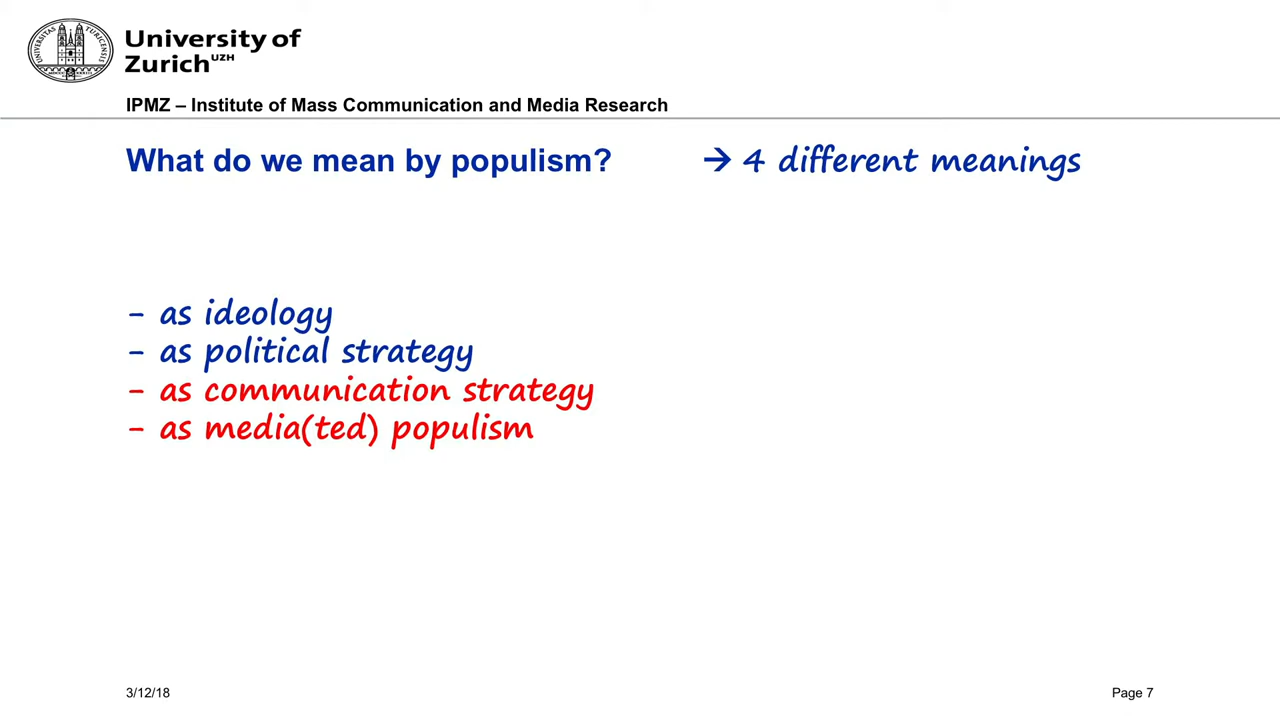 University of
Zurich UZH
IPMZ – Institute of Mass Communication and Media Research
What do we mean by populism? → 4 different meanings
- as ideology
- as political strategy
- as communication strategy
- as media(ted) populism
3/12/18 Page 7